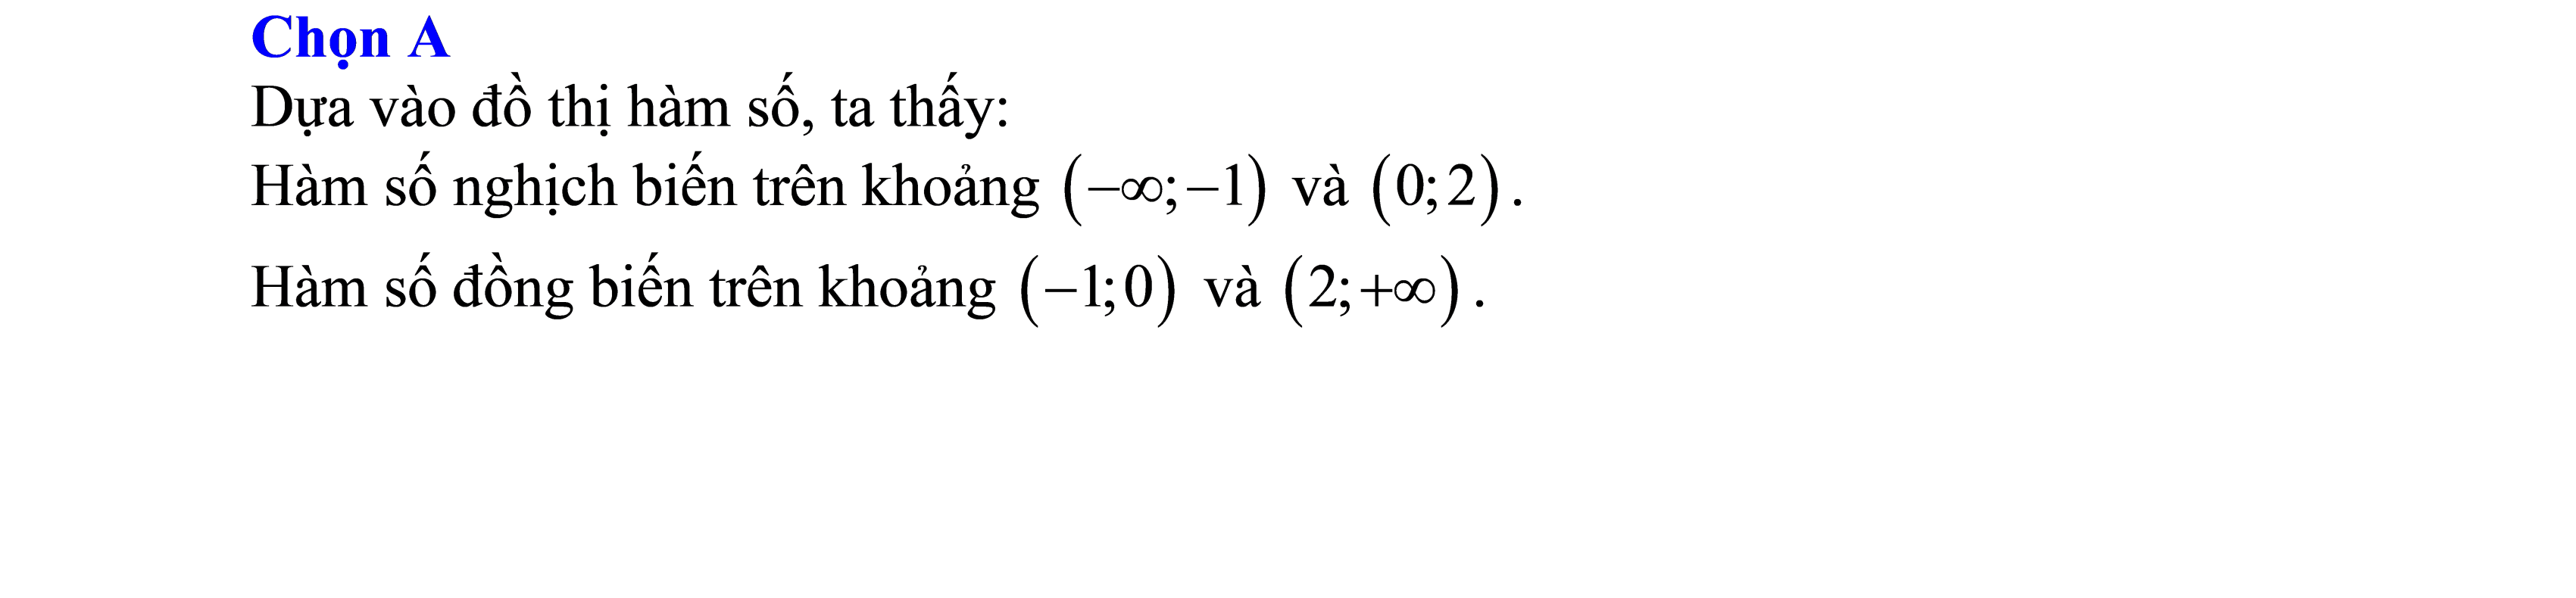 Chọn A
Dựa vào đồ thị hàm số, ta thấy:
Hàm số nghịch biến trên khoảng (−∞;−1) và (0;2).
Hàm số đồng biến trên khoảng (−1;0) và (2;+∞).